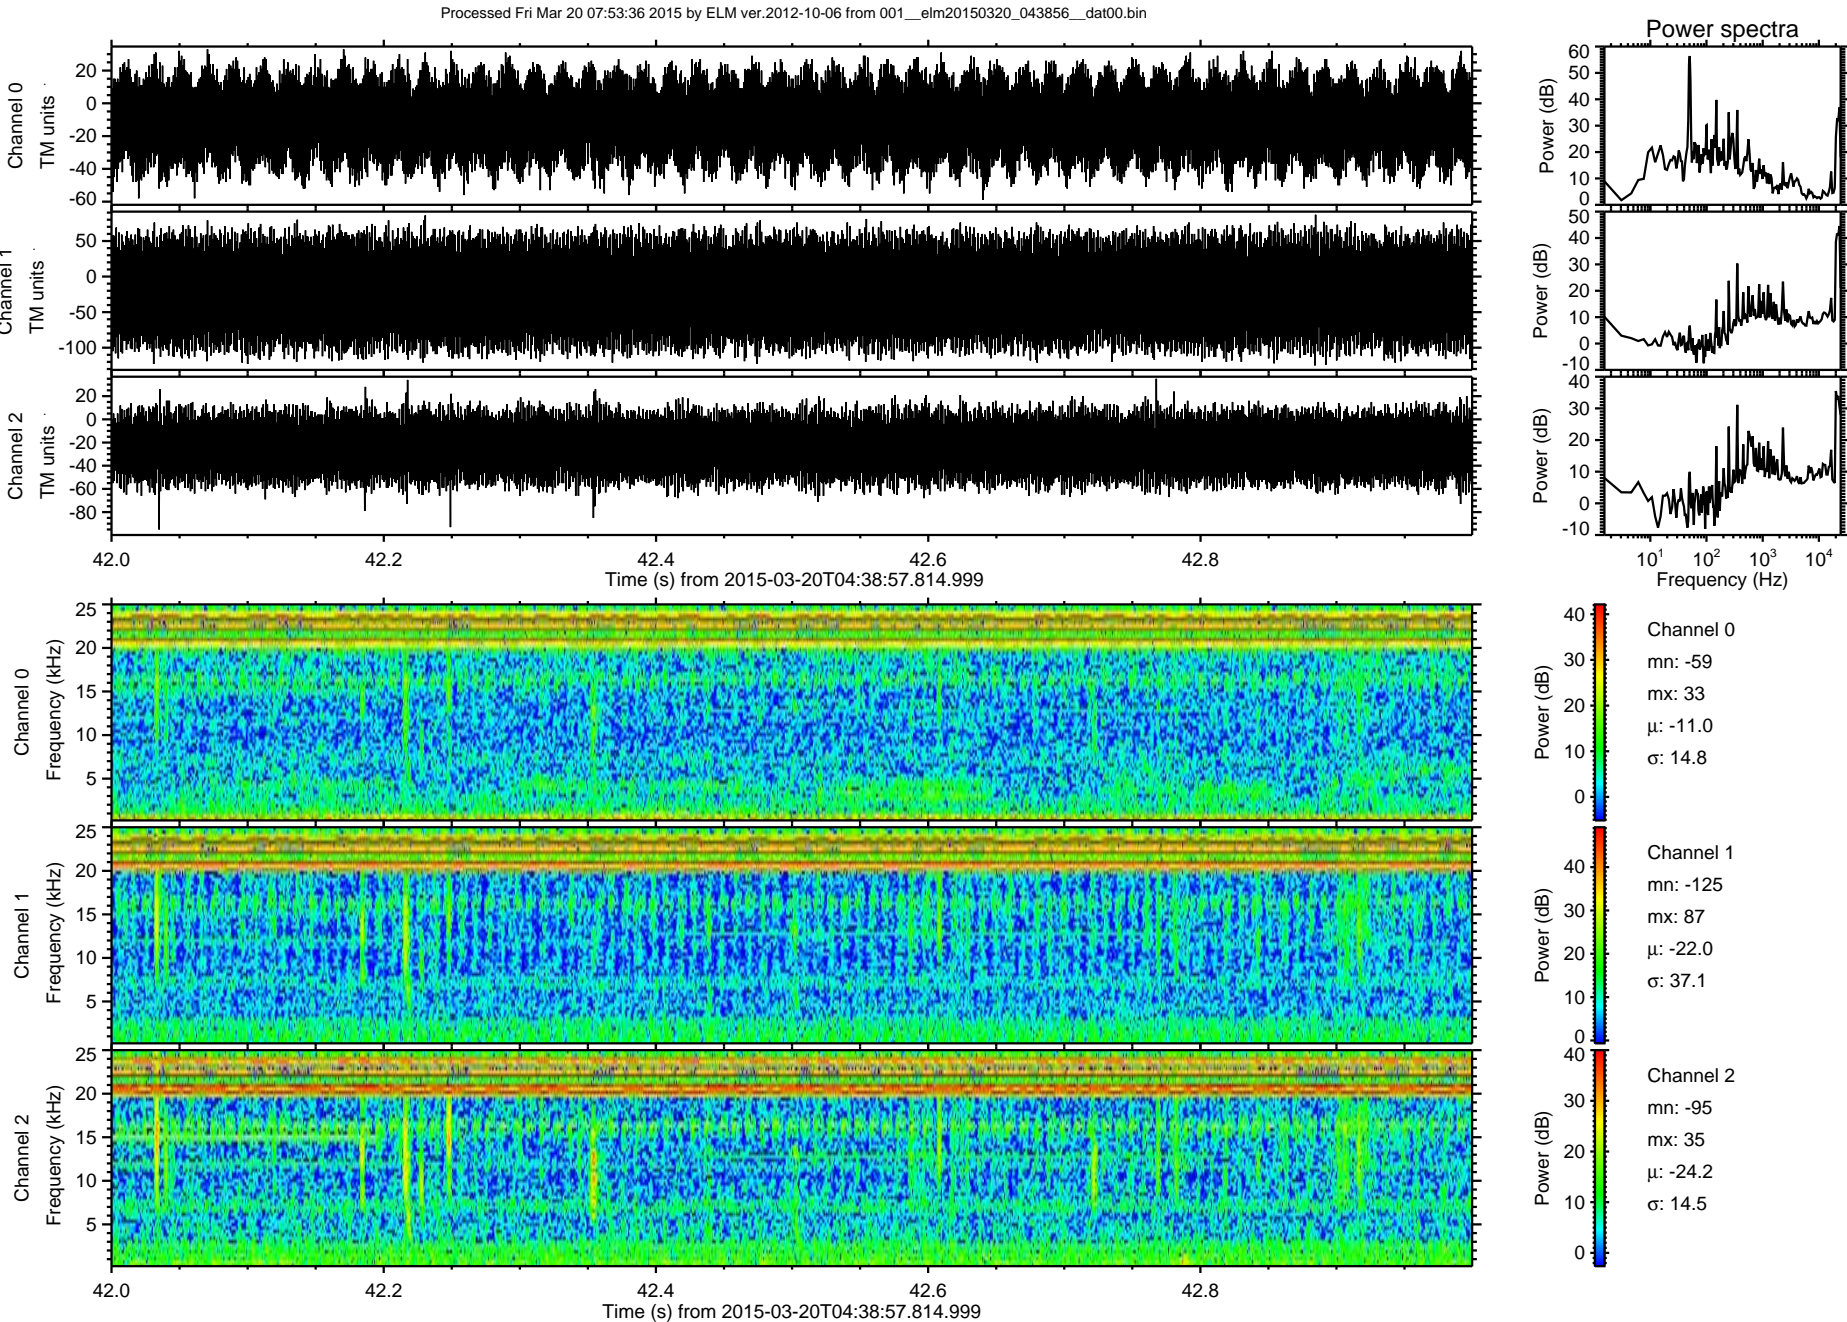 Processed Fri Mar 20 07:53:36 2015 by ELM ver.2012-10-06 from 001__elm20150320_043856__dat00.bin
Power spectra
Channel 0
TM units
20
0
-20
-40
-60
Power (dB)
60
50
40
30
20
10
0
Channel 1
TM units
50
0
-50
-100
Power (dB)
50
40
30
20
10
0
-10
Channel 2
TM units
20
0
-20
-40
-60
-80
Power (dB)
40
30
20
10
0
-10
42.0 42.2 42.4 42.6 42.8
Time (s) from 2015-03-20T04:38:57.814.999
10¹ 10² 10³ 10⁴
Frequency (Hz)
Channel 0
Frequency (kHz)
25
20
15
10
5
Power (dB)
40
30
20
10
0
Channel 0
mn: -59
mx: 33
μ: -11.0
σ: 14.8
Channel 1
Frequency (kHz)
25
20
15
10
5
Power (dB)
40
30
20
10
0
Channel 1
mn: -125
mx: 87
μ: -22.0
σ: 37.1
Channel 2
Frequency (kHz)
25
20
15
10
5
Power (dB)
40
30
20
10
0
Channel 2
mn: -95
mx: 35
μ: -24.2
σ: 14.5
42.0 42.2 42.4 42.6 42.8
Time (s) from 2015-03-20T04:38:57.814.999